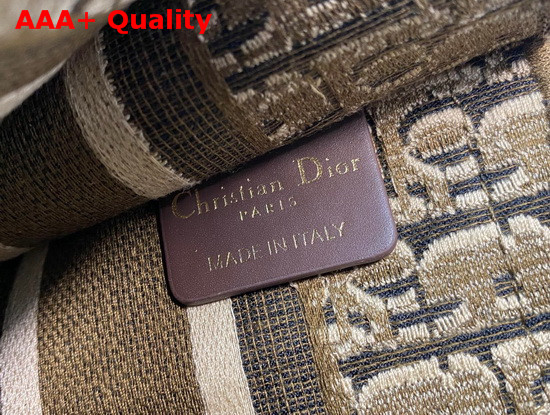 AAA+ Quality
Christian Dior
PARIS
MADE IN ITALY